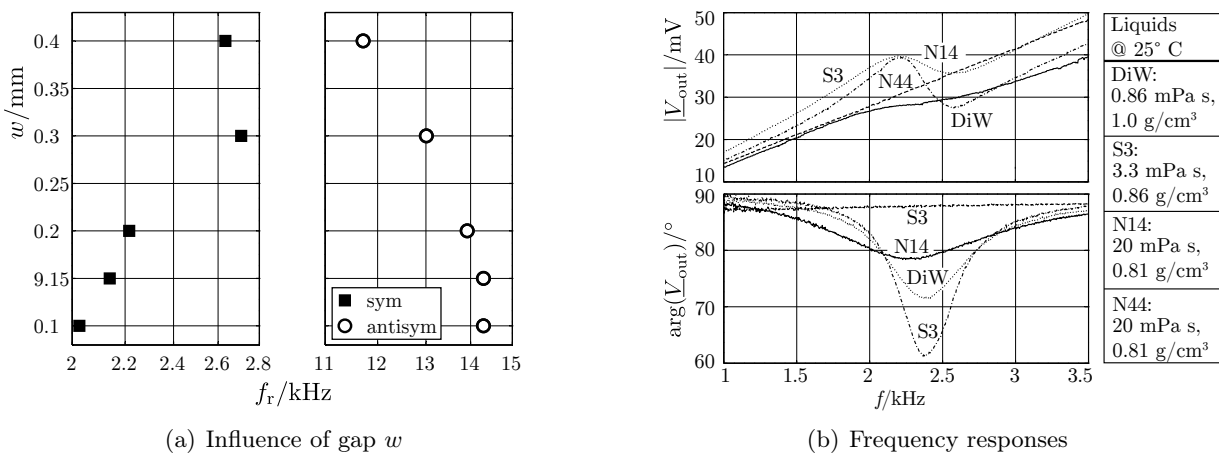 w/mm
0.4
0.3
0.25
0.2
9.15
0.1
2
2.2
2.4
2.6
2.8
11
12
13
14
15
sym
antisym
f_r/kHz
(a) Influence of gap w
|V_out|/mV
50
40
30
20
10
S3
N14
N44
DiW
arg(V_out)/°
90
80
70
60
S3
N14
DiW
S3
1
1.5
2
2.5
3
3.5
f/kHz
Liquids
@ 25° C
DiW:
0.86 mPa s,
1.0 g/cm³
S3:
3.3 mPa s,
0.86 g/cm³
N14:
20 mPa s,
0.81 g/cm³
N44:
20 mPa s,
0.81 g/cm³
(b) Frequency responses